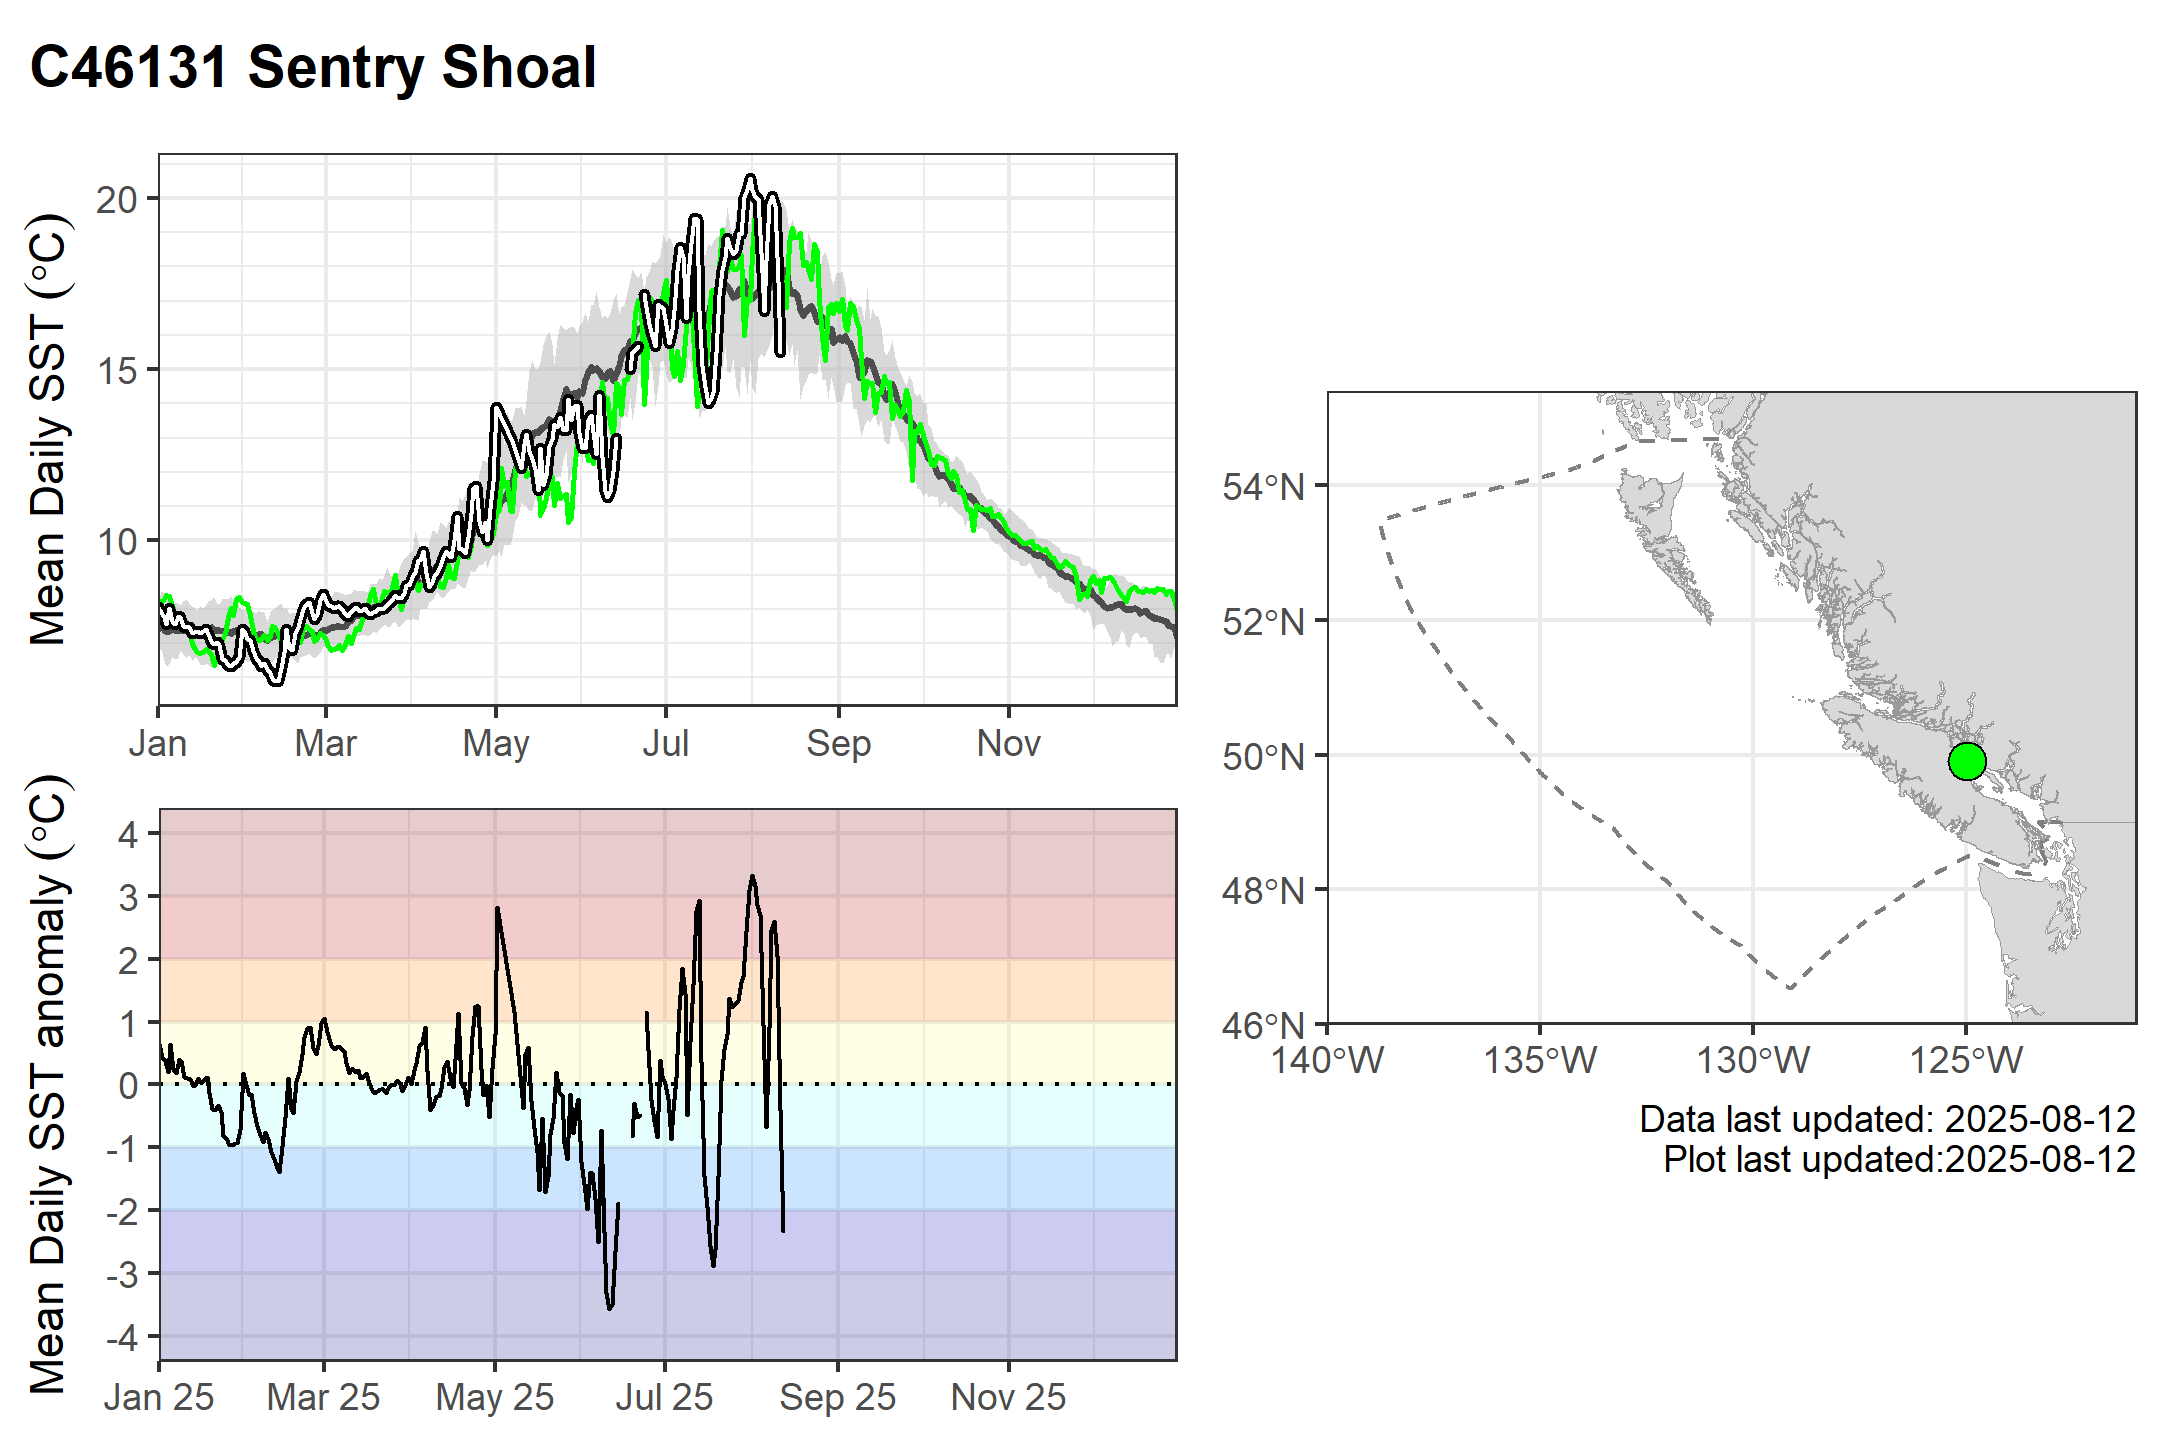 C46131 Sentry Shoal
Mean Daily SST (°C)
20
15
10
Jan Mar May Jul Sep Nov
Mean Daily SST anomaly (°C)
4
3
2
1
0
-1
-2
-3
-4
Jan 25 Mar 25 May 25 Jul 25 Sep 25 Nov 25
54°N
52°N
50°N
48°N
46°N
140°W 135°W 130°W 125°W
Data last updated: 2025-08-12
Plot last updated:2025-08-12